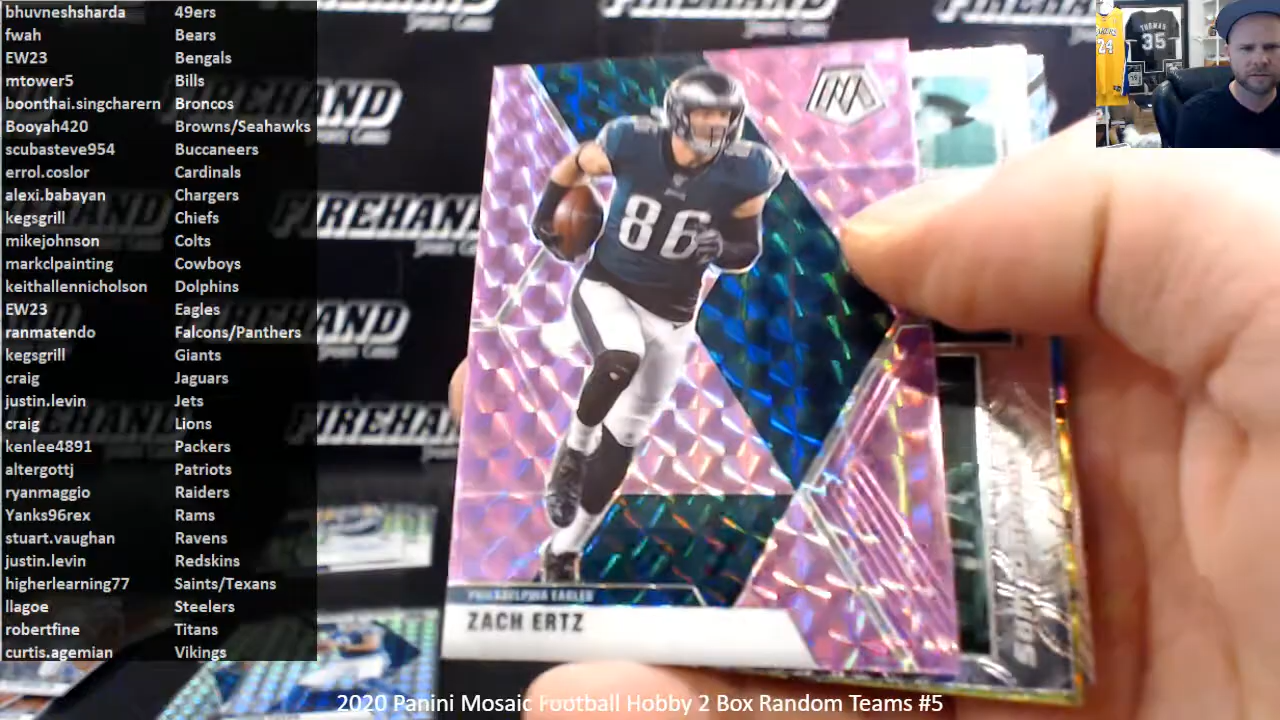 bhuvneshsharda 49ers
fwah Bears
EW23 Bengals
mtower5 Bills
boonthai.singcharern Broncos
Booyah420 Browns/Seahawks
scubasteve954 Buccaneers
errol.coslor Cardinals
alexi.babayan Chargers
kegsgrill Chiefs
mikejohnson Colts
markclpainting Cowboys
keithallennicholson Dolphins
EW23 Eagles
ranmatendo Falcons/Panthers
kegsgrill Giants
craig Jaguars
justin.levin Jets
craig Lions
kenlee4891 Packers
altergottj Patriots
ryanmaggio Raiders
Yanks96rex Rams
stuart.vaughan Ravens
justin.levin Redskins
higherlearning77 Saints/Texans
llagoe Steelers
robertfine Titans
curtis.agemian Vikings
FIREHAND
FIREHAND
FIREHAND
FIREHAND
THOMAS
35
24
86
86
PHILADELPHIA EAGLES
ZACH ERTZ
2020 Panini Mosaic Football Hobby 2 Box Random Teams #5